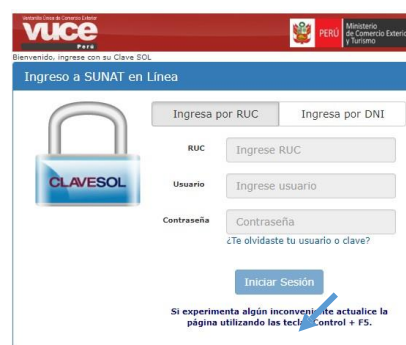 Ventanilla Única de Comercio Exterior
vuce
Perú
PERÚ
Ministerio
de Comercio Exterior
y Turismo
Bienvenido, ingrese con su Clave SOL
Ingreso a SUNAT en Línea
Ingresa por RUC
Ingresa por DNI
CLAVESOL
RUC
Ingrese RUC
Usuario
Ingrese usuario
Contraseña
Contraseña
¿Te olvidaste tu usuario o clave?
Iniciar Sesión
Si experimenta algún inconveniente actualice la
página utilizando las teclas Control + F5.